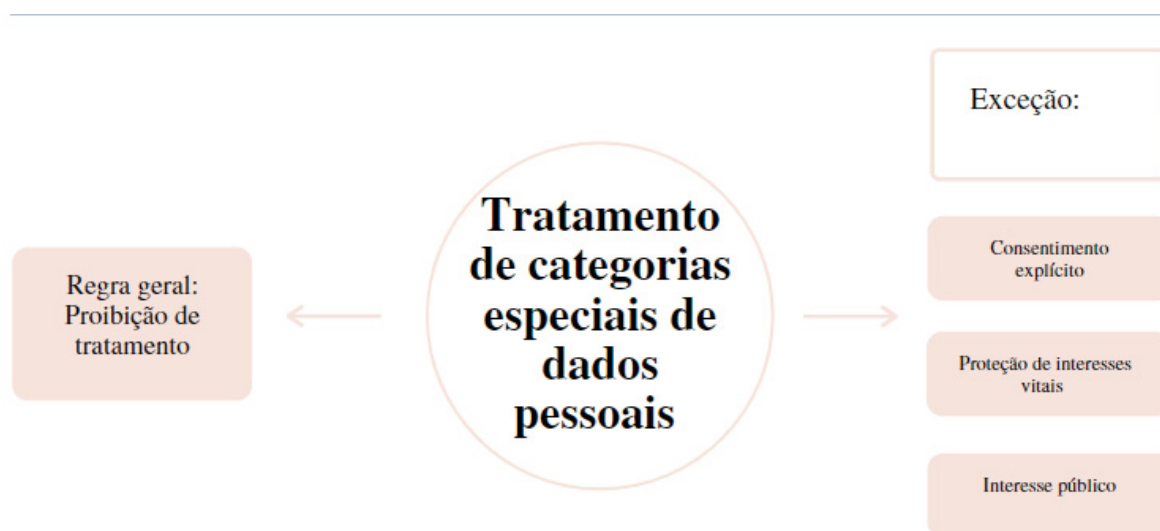 Regra geral:
Proibição de
tratamento
Tratamento
de categorias
especiais de
dados
pessoais
Exceção:
Consentimento
explícito
Proteção de interesses
vitais
Interesse público